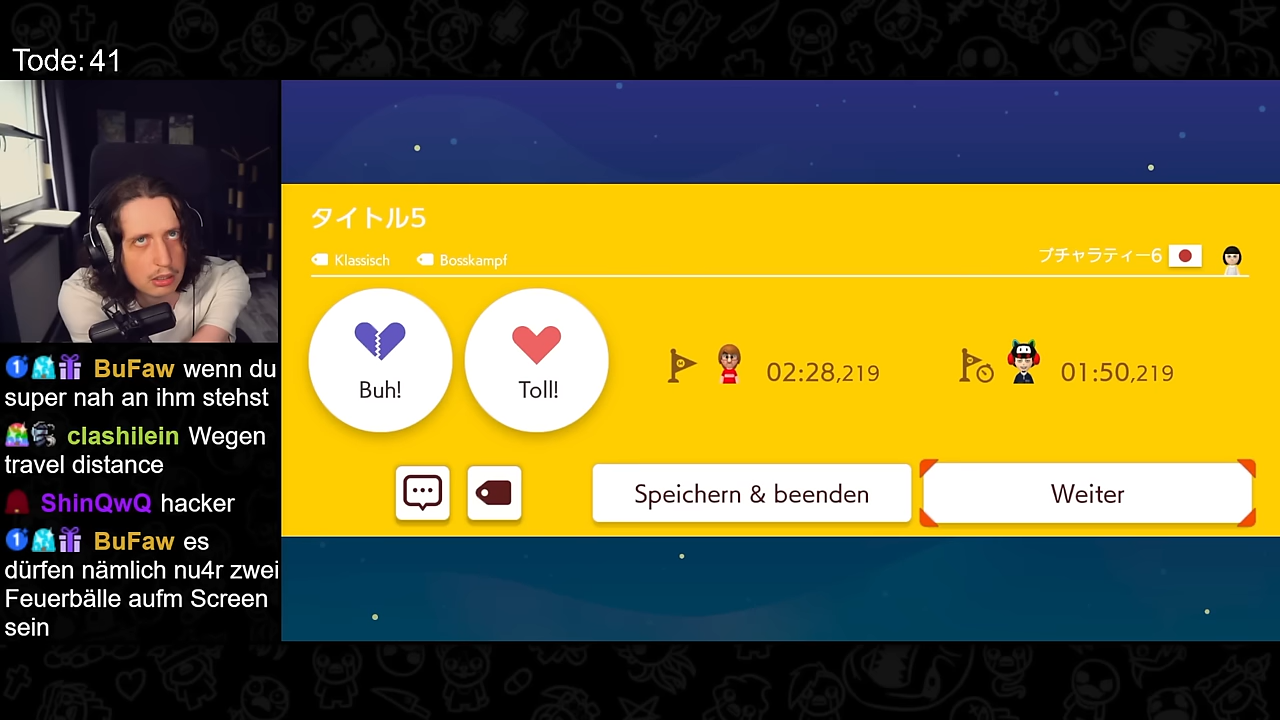 Tode: 41
タイトル5
Klassisch Bosskampf
プチャラティー6
Buh!
Toll!
02:28,219
01:50,219
Speichern & beenden
Weiter
BuFaw wenn du
super nah an ihm stehst
clashilein Wegen
travel distance
ShinQwQ hacker
BuFaw es
dürfen nämlich nu4r zwei
Feuerbälle aufm Screen
sein